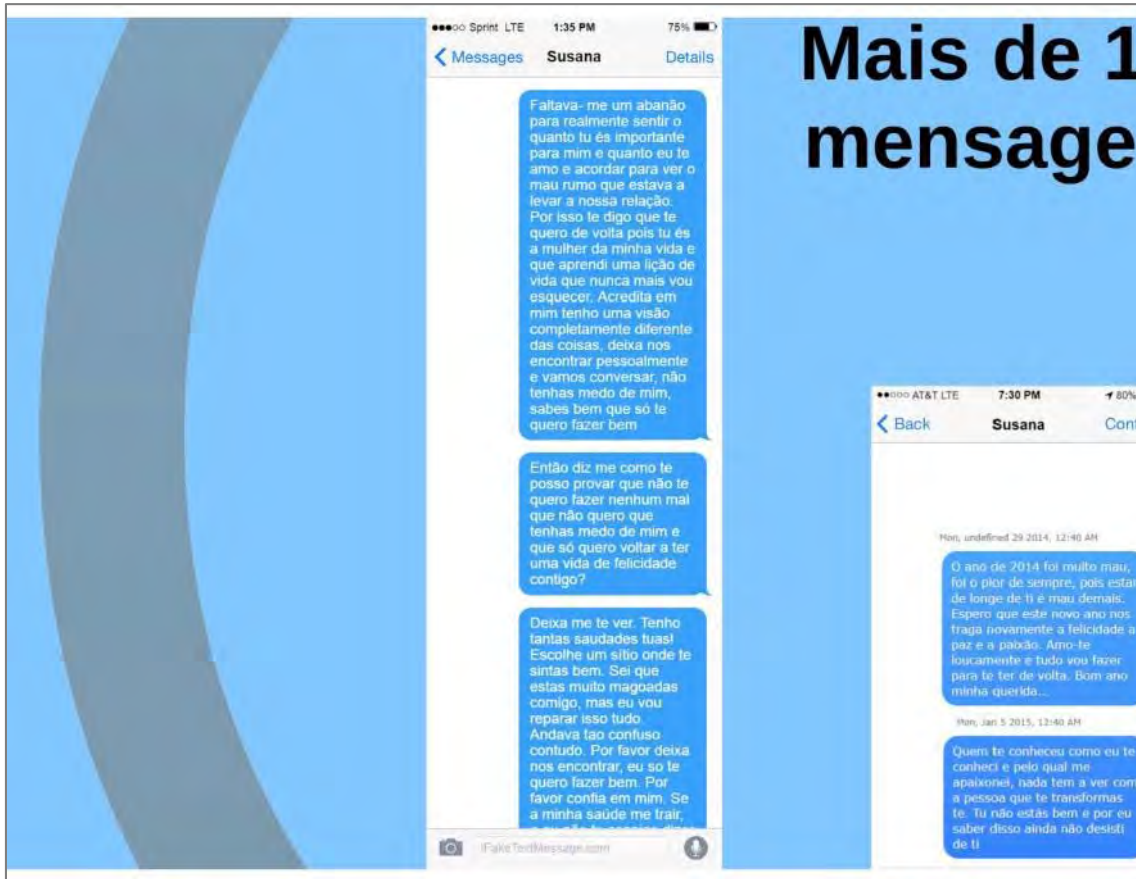 Sprint LTE 1:35 PM 75%
Messages Susana Details
Faltava- me um abanão
para realmente sentir o
quanto tu és importante
para mim e quanto eu te
amo e acordar para ver o
mau rumo que estava a
levar a nossa relação.
Por isso te digo que te
quero de volta pois tu és
a mulher da minha vida e
que aprendi uma lição de
vida que nunca mais vou
esquecer. Acredita em
mim tenho uma visão
completamente diferente
das coisas, deixa nos
encontrar pessoalmente
e vamos conversar, não
tenhas medo de mim,
sabes bem que só te
quero fazer bem
Então diz me como te
posso provar que não te
quero fazer nenhum mal
que não quero que
tenhas medo de mim e
que só quero voltar a ter
uma vida de felicidade
contigo?
Deixa me te ver. Tenho
tantas saudades tuas!
Escolhe um sítio onde te
sintas bem. Sei que
estas muito magoadas
comigo, mas eu vou
reparar isso tudo.
Andava tao confuso
contudo. Por favor deixa
nos encontrar, eu so te
quero fazer bem. Por
favor confia em mim. Se
a minha saúde me trair,
iFakeTextMessage.com
Mais de 1
mensage
AT&T LTE 7:30 PM 80%
Back Susana Cont
Mon, undefined 29 2014, 12:40 AM
O ano de 2014 foi muito mau,
foi o pior de sempre, pois estar
de longe de ti é mau demais.
Espero que este novo ano nos
traga novamente a felicidade a
paz e a paixão. Amo-te
loucamente e tudo vou fazer
para te ter de volta. Bom ano
minha querida...
Mon, Jan 5 2015, 12:40 AM
Quem te conheceu como eu te
conheci e pelo qual me
apaixonei, nada tem a ver com
a pessoa que te transformas
te. Tu não estás bem e por eu
saber disso ainda não desisti
de ti